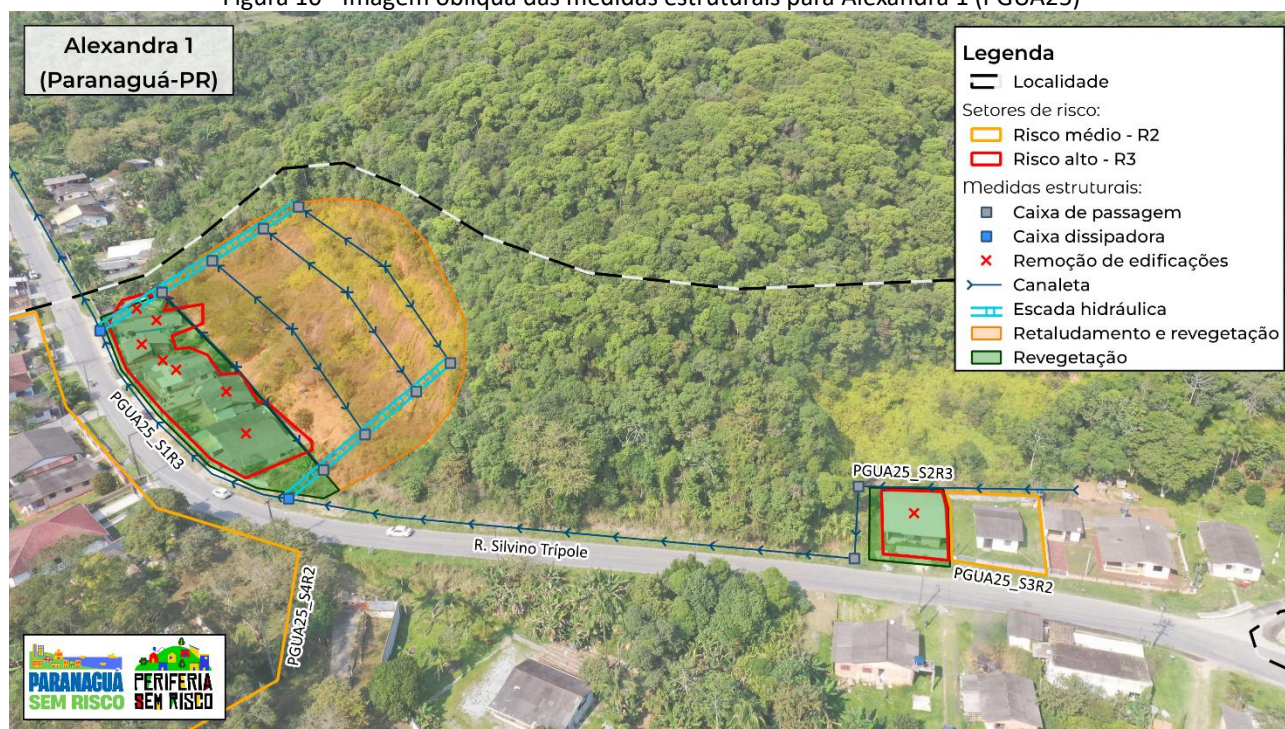 Figura 10 - Imagem oblíqua das medidas estruturais para Alexandra 1 (PGUA25)
Alexandra 1
(Paranaguá-PR)
Legenda
Localidade
Setores de risco:
Risco médio - R2
Risco alto - R3
Medidas estruturais:
Caixa de passagem
Caixa dissipadora
Remoção de edificações
Canaleta
Escada hidráulica
Retaludamento e revegetação
Revegetação
PGUA25_S1R3
PGUA25_S2R3
R. Silvino Trípole
PGUA25_S3R2
PGUA25_S4R2
PARANAGUÁ
SEM RISCO
PERIFERIA
SEM RISCO